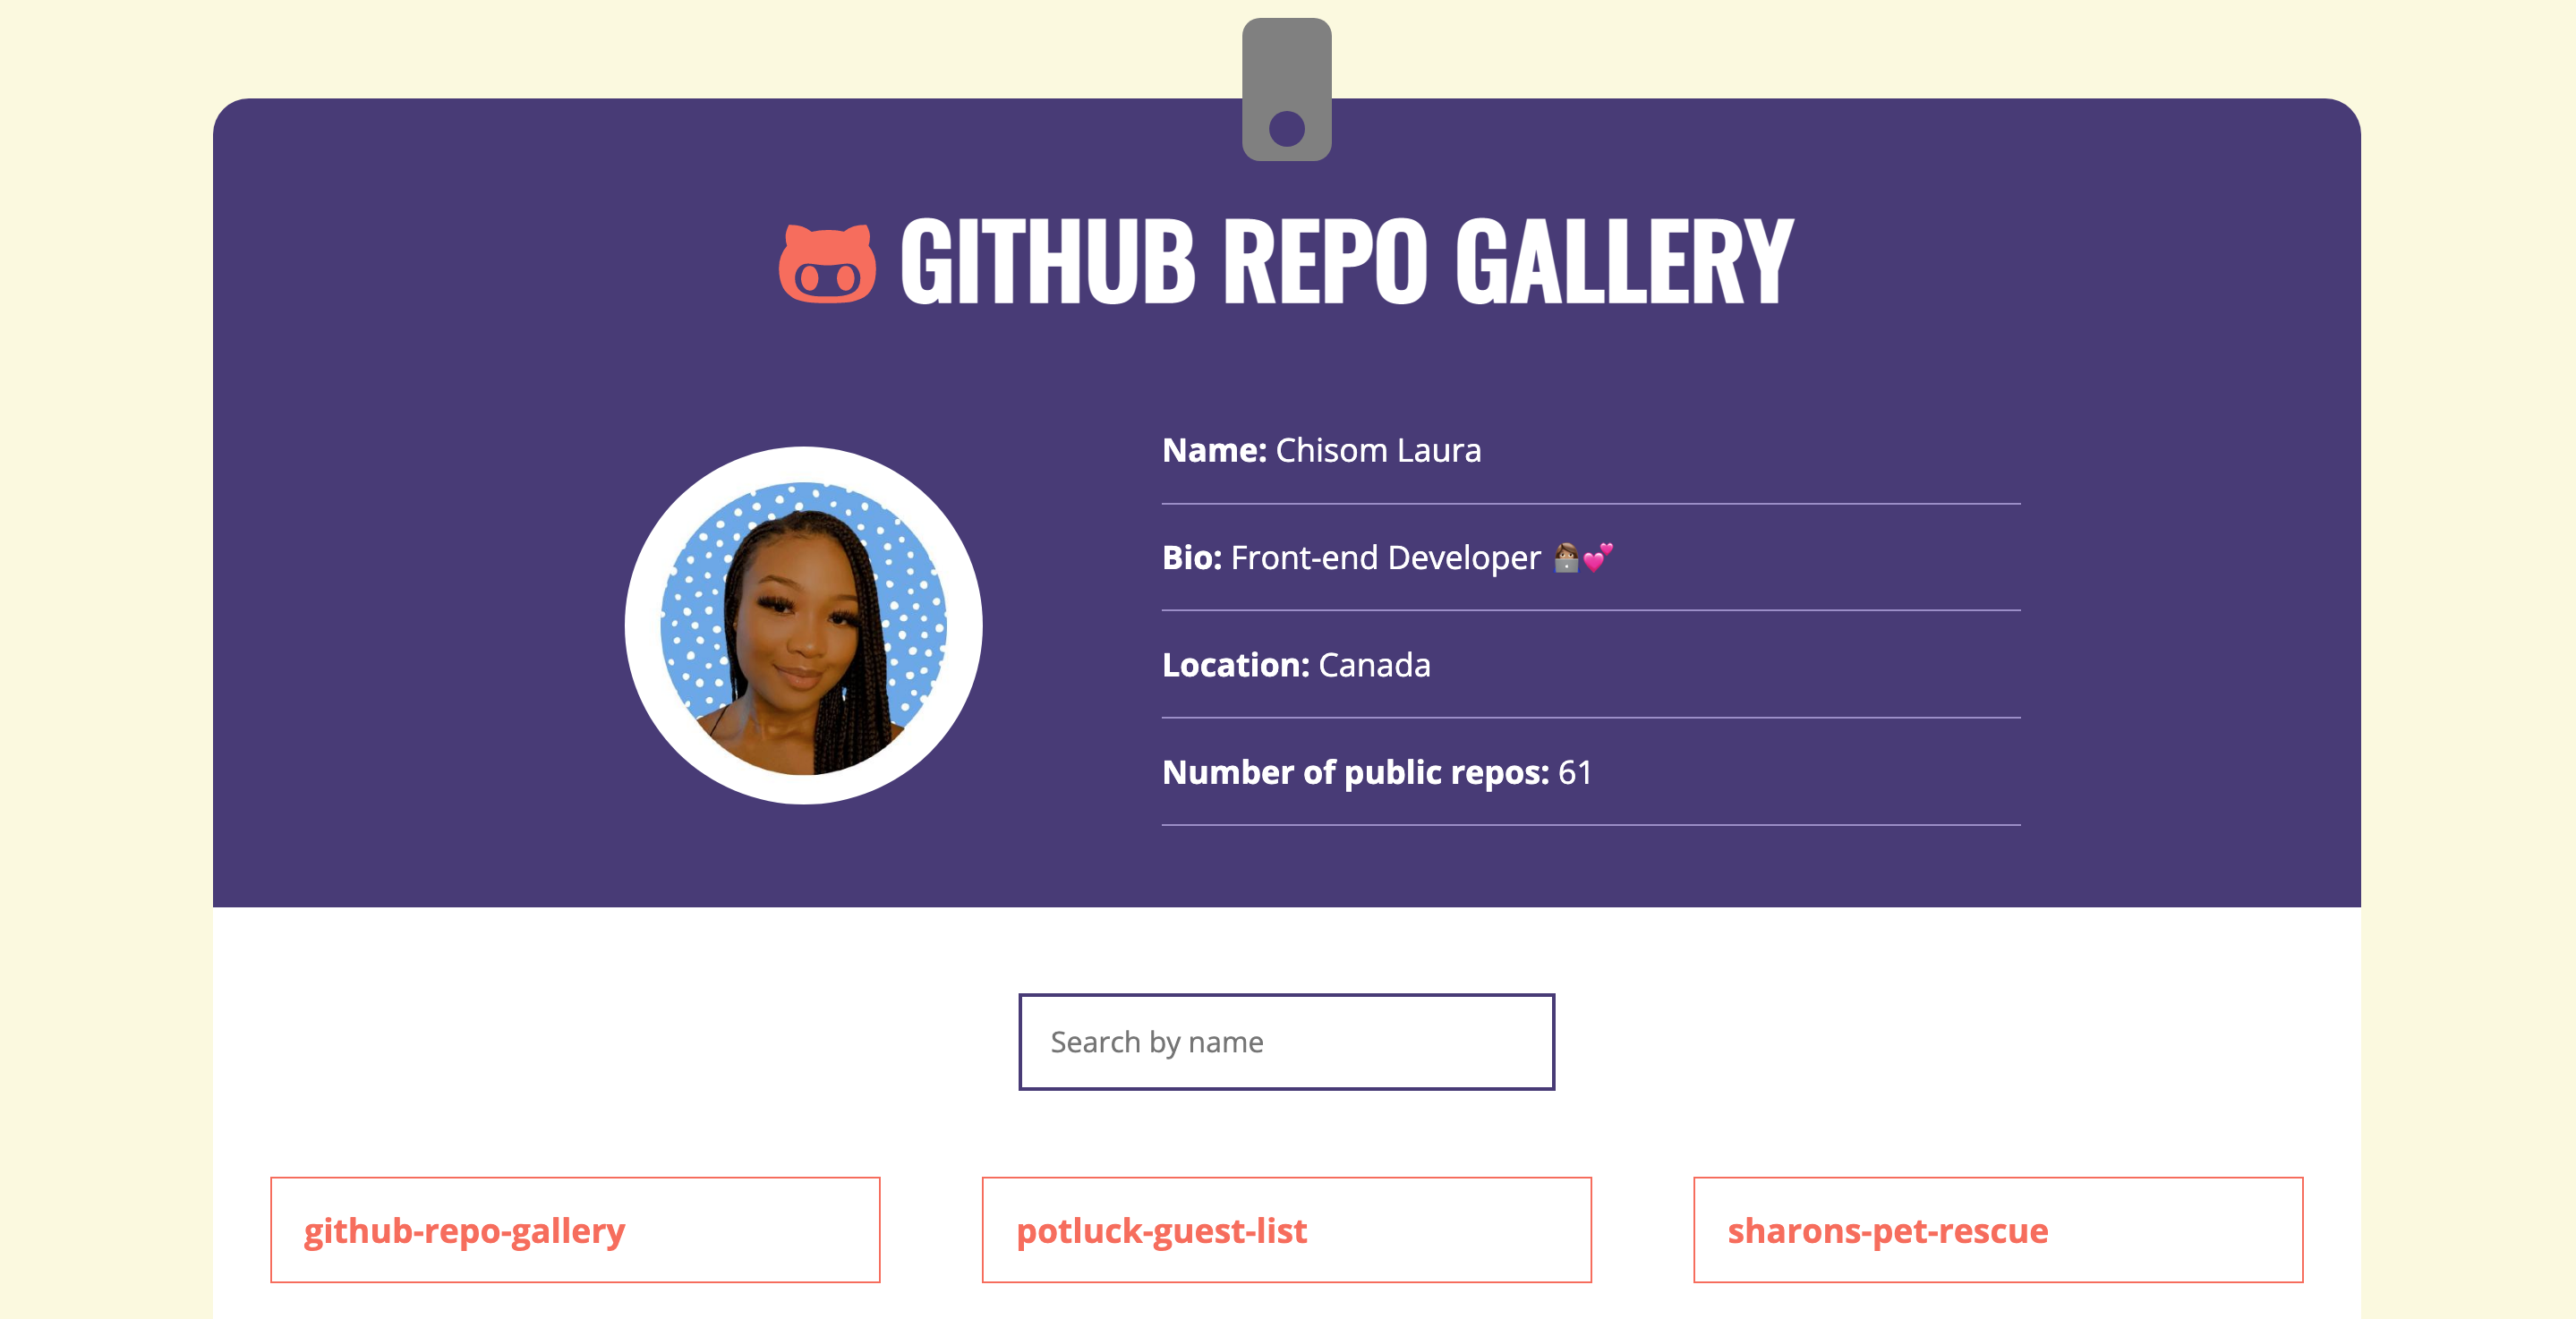 GITHUB REPO GALLERY
Name: Chisom Laura
Bio: Front-end Developer 👩🏽‍💻💕
Location: Canada
Number of public repos: 61
Search by name
github-repo-gallery
potluck-guest-list
sharons-pet-rescue